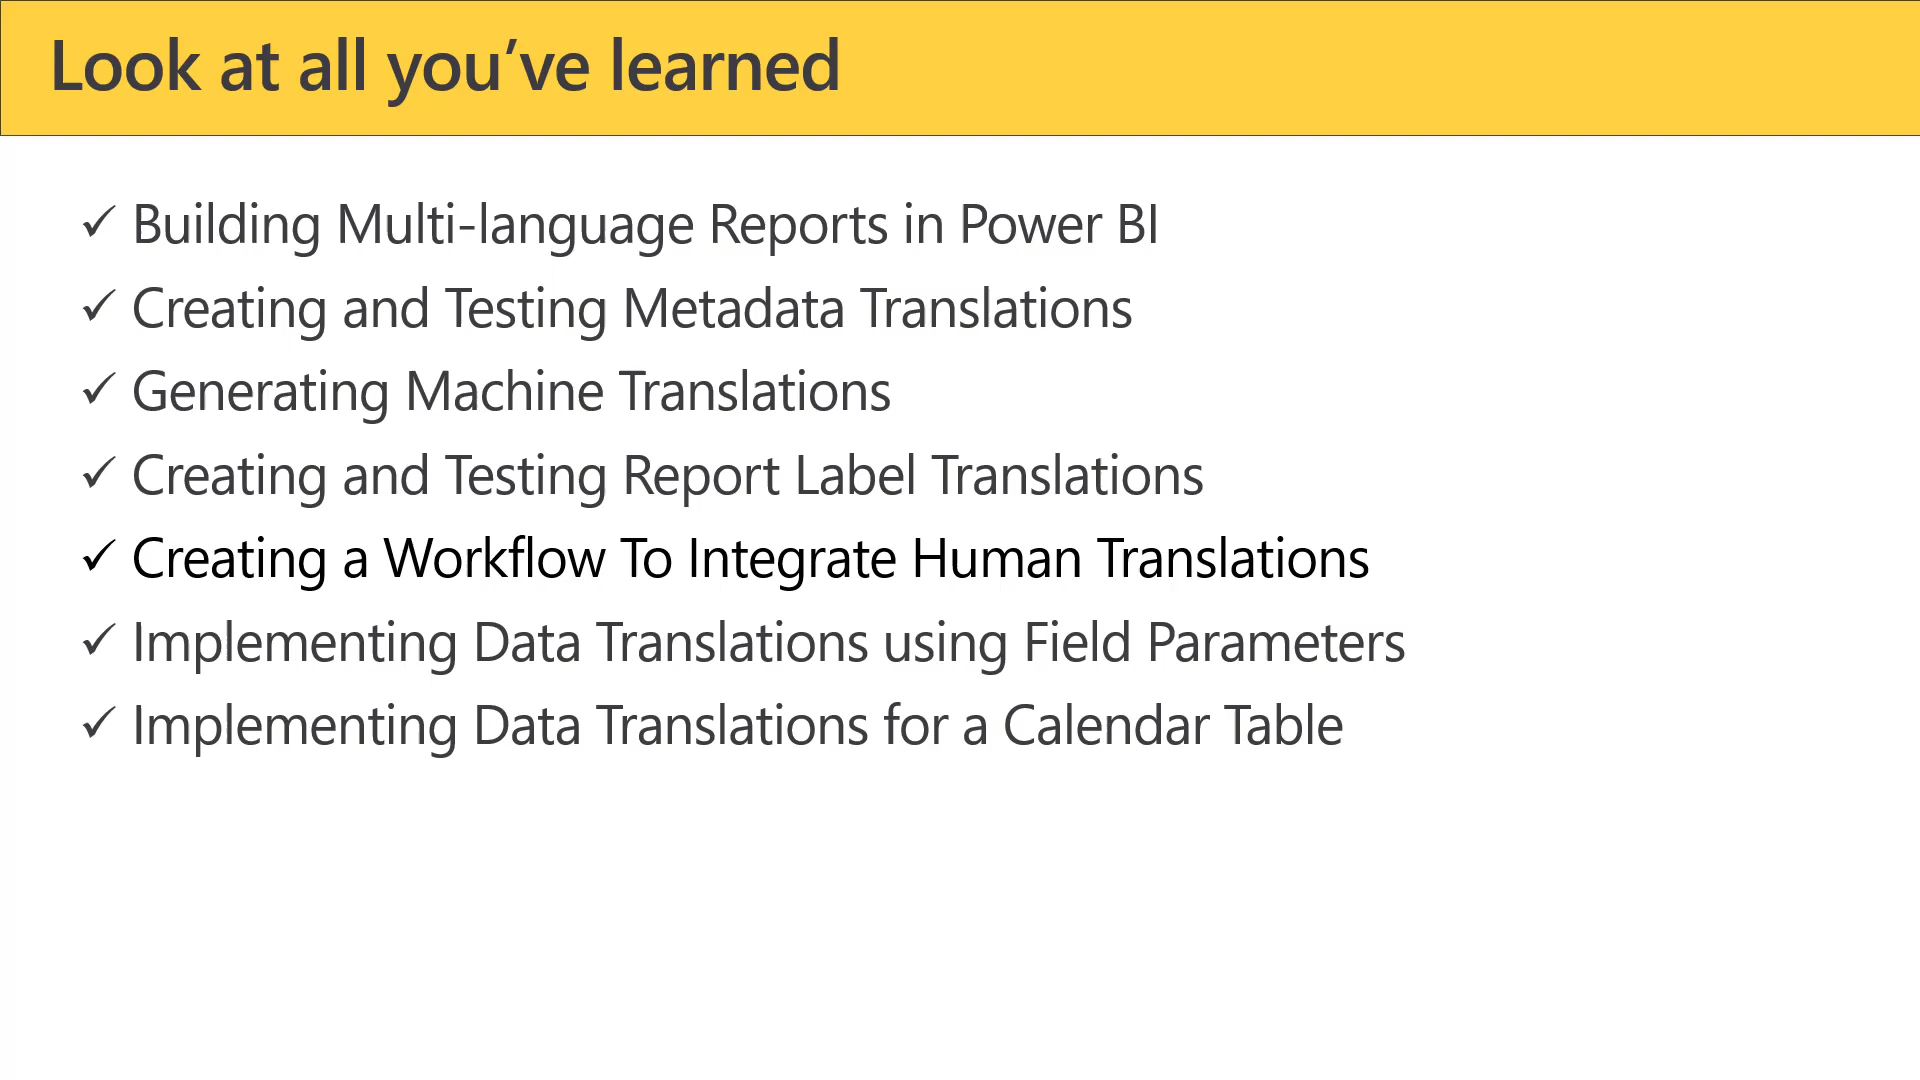 Look at all you’ve learned
✓ Building Multi-language Reports in Power BI
✓ Creating and Testing Metadata Translations
✓ Generating Machine Translations
✓ Creating and Testing Report Label Translations
✓ Creating a Workflow To Integrate Human Translations
✓ Implementing Data Translations using Field Parameters
✓ Implementing Data Translations for a Calendar Table